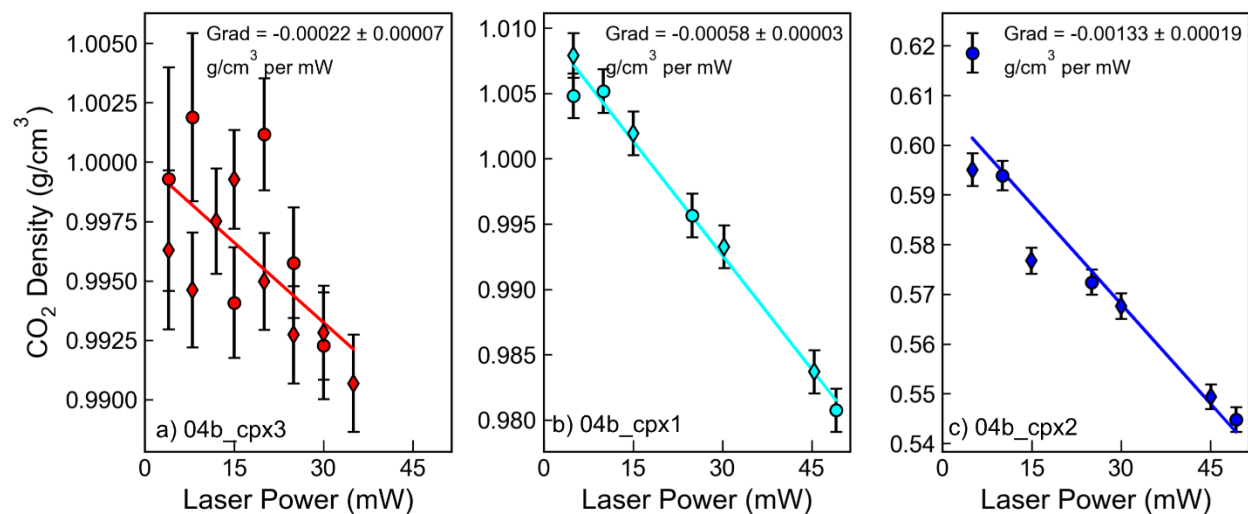 Grad = -0.00022 ± 0.00007
g/cm³ per mW
1.0050
1.0025
1.0000
0.9975
0.9950
0.9925
0.9900
CO₂ Density (g/cm³)
a) 04b_cpx3
0 15 30 45
Laser Power (mW)
Grad = -0.00058 ± 0.00003
g/cm³ per mW
1.010
1.005
1.000
0.995
0.990
0.985
0.980
b) 04b_cpx1
0 15 30 45
Laser Power (mW)
Grad = -0.00133 ± 0.00019
g/cm³ per mW
0.62
0.61
0.60
0.59
0.58
0.57
0.56
0.55
0.54
c) 04b_cpx2
0 15 30 45
Laser Power (mW)